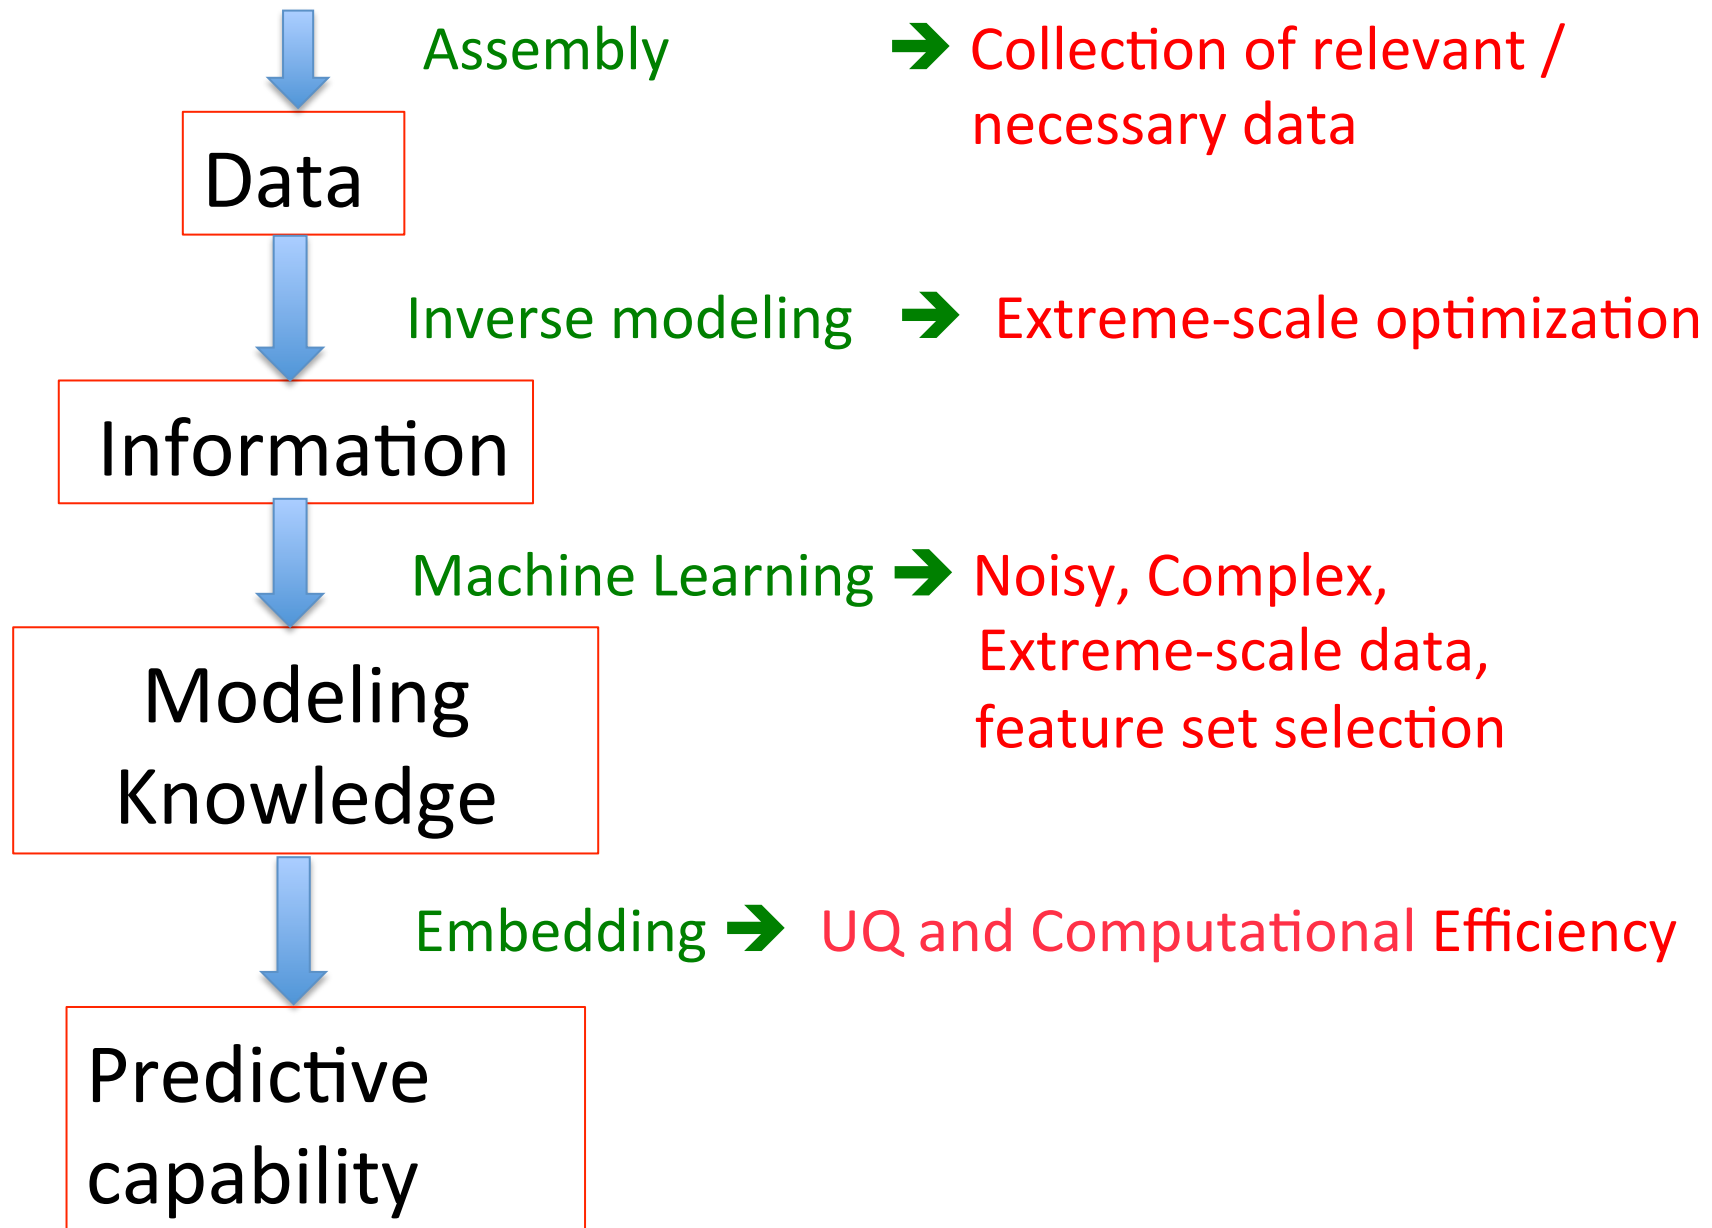 Assembly ➔ Collection of relevant /
necessary data
Data
Inverse modeling ➔ Extreme-scale optimization
Information
Machine Learning ➔ Noisy, Complex,
Extreme-scale data,
feature set selection
Modeling
Knowledge
Embedding ➔ UQ and Computational Efficiency
Predictive
capability